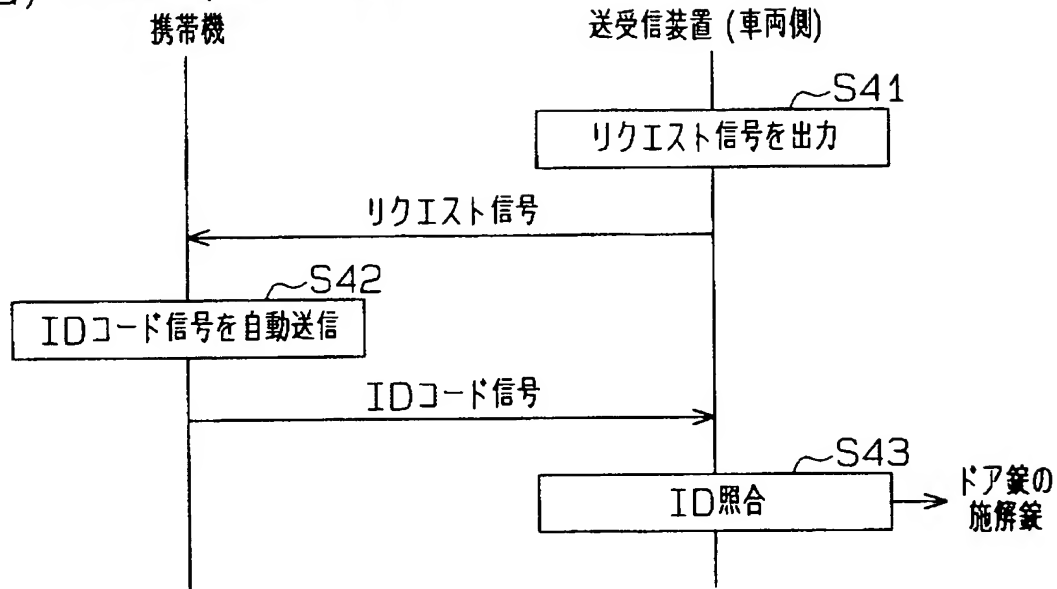 携帯機
送受信装置 (車両側)
S41
リクエスト信号を出力
リクエスト信号
S42
IDコード信号を自動送信
IDコード信号
S43
ID照合
ドア錠の
施解錠